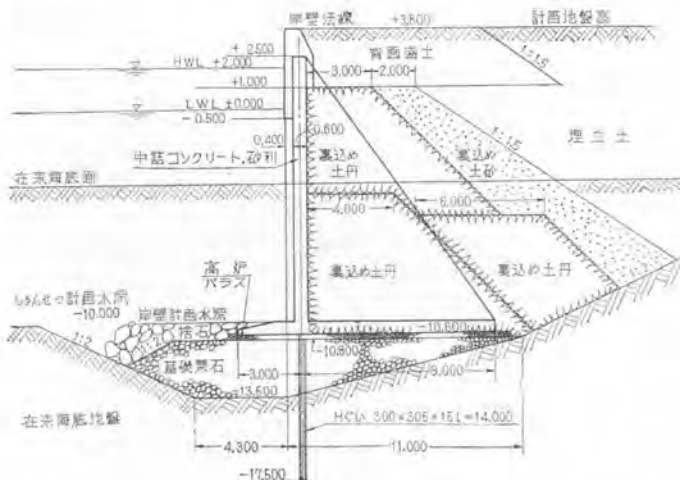 岸壁法線 +3,800 計画地盤高
+ 2.500
HWL +2,000
背面盛土
1=1.5
+1,000
3,000 2,000
LWL ±0,000
-0,500
0,400 0,600
中詰コンクリート,砂利
裏込め
土丹
裏込め
土砂
1=1.5
埋立土
在来海底面
4,000
6,000
高炉
バラス
裏込め土丹
裏込め土丹
しゅんせつ計画水深
-10.000
岸壁計画水深
捨石
1:2
-10,600
-10,900
基礎栗石
3,000
9,000
-13,500
在来海底地盤
HCい 300×305×15L=14,000
4,300
11,000
-17,500